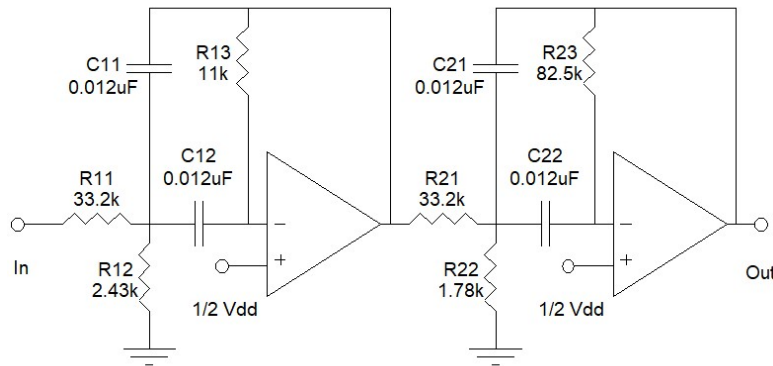 C11
0.012uF
R13
11k
C21
0.012uF
R23
82.5k
R11
33.2k
C12
0.012uF
R21
33.2k
C22
0.012uF
In
R12
2.43k
1/2 Vdd
R22
1.78k
1/2 Vdd
Out
−
+
−
+